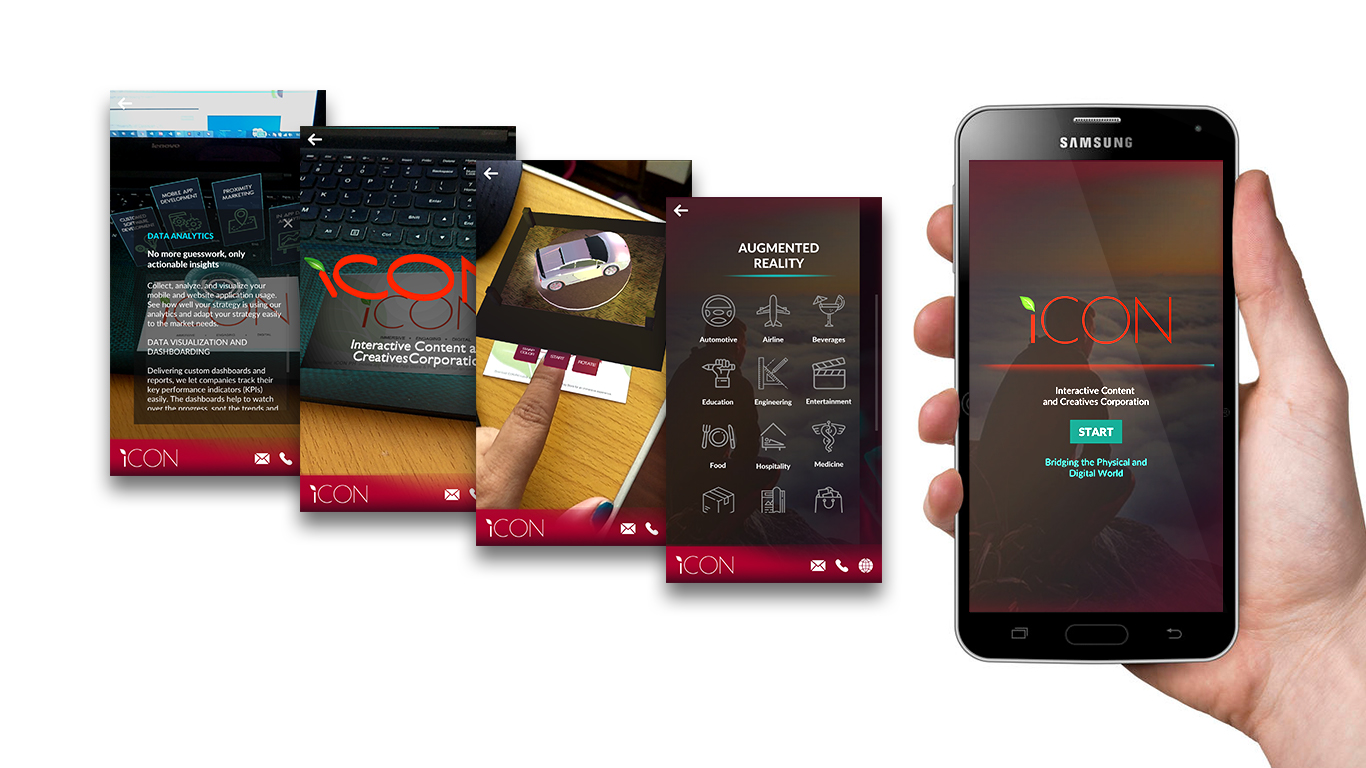 lenovo
MOBILE APP
DEVELOPMENT
PROXIMITY
MARKETING
DATA ANALYTICS
No more guesswork, only
actionable insights
Collect, analyze, and visualize your
mobile and website application usage.
See how well your strategy is using our
analytics and adapt your strategy easily
to the market needs.
DATA VISUALIZATION AND
DASHBOARDING
Delivering custom dashboards and
reports, we let companies track their
key performance indicators (KPIs)
easily. The dashboards help to watch
over the progress, spot the trends and
iCON
Backspace
Enter
Shift
Ctrl
iCON
iCON
Interactive Content a
Creatives Corporatio
iCON
START
ROTATE
iCON
AUGMENTED
REALITY
Automotive
Airline
Beverages
Education
Engineering
Entertainment
Food
Hospitality
Medicine
iCON
SAMSUNG
iCON
Interactive Content
and Creatives Corporation
START
Bridging the Physical and
Digital World